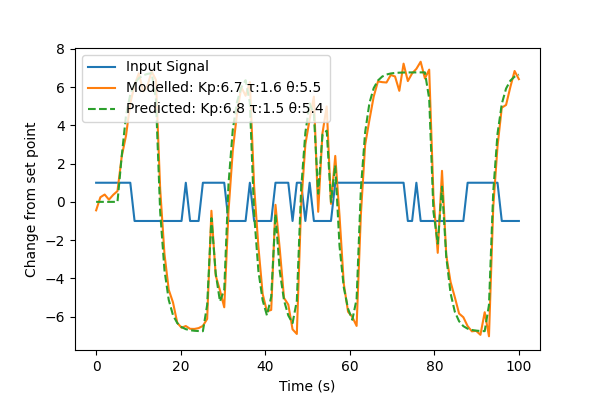 Input Signal
Modelled: Kp:6.7 τ:1.6 θ:5.5
Predicted: Kp:6.8 τ:1.5 θ:5.4
Change from set point
8
6
4
2
0
−2
−4
−6
0 20 40 60 80 100
Time (s)